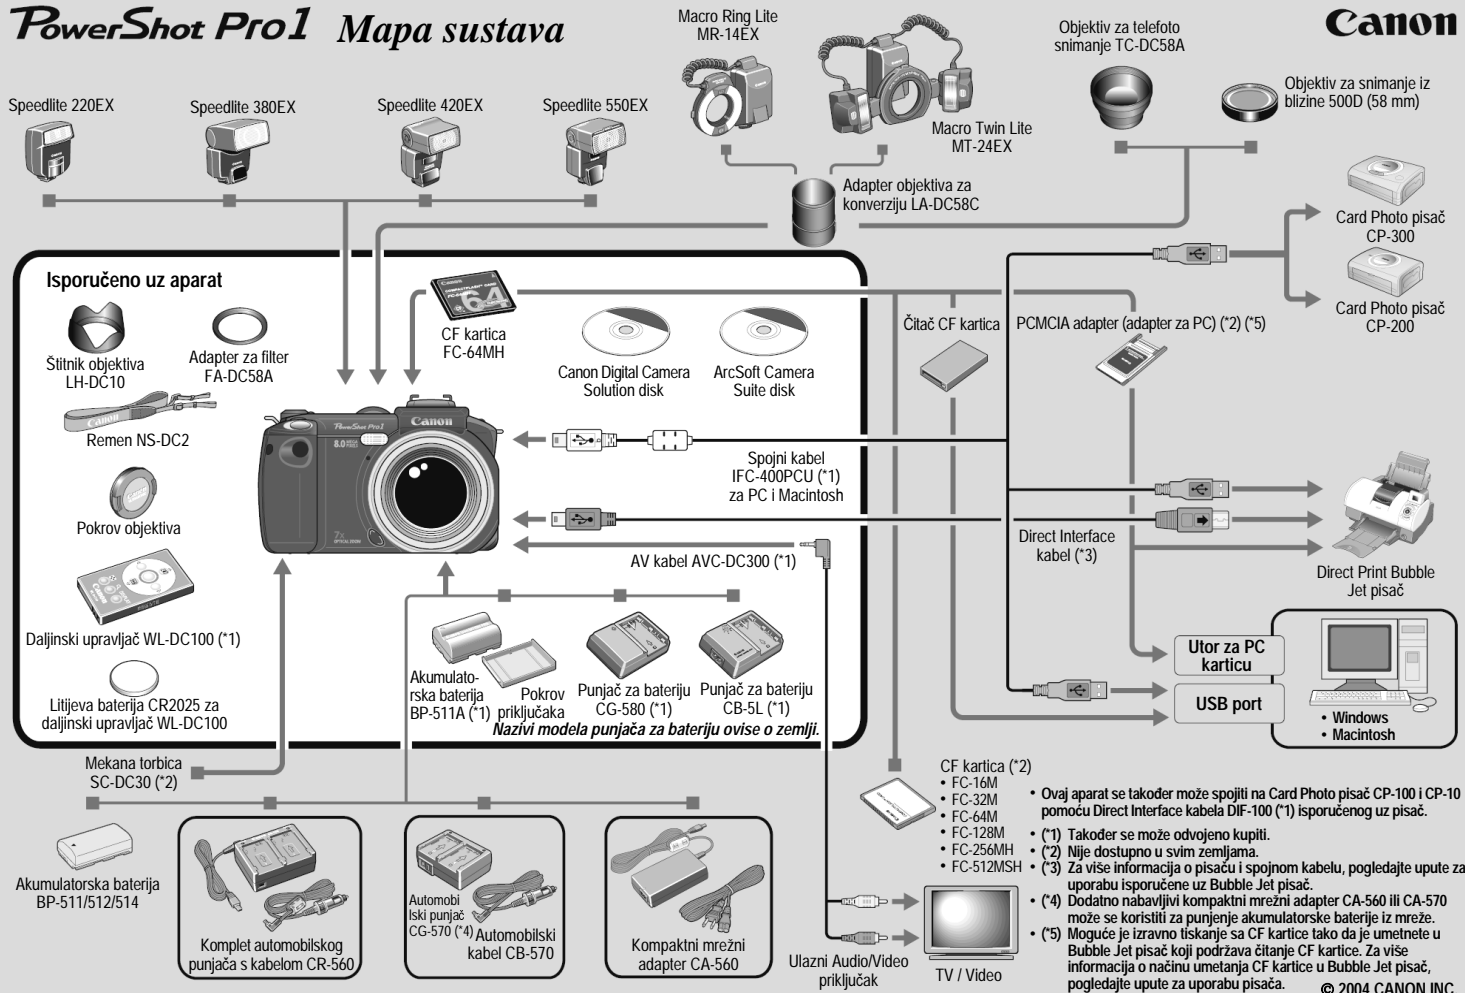 PowerShot Pro1 Mapa sustava
Canon
Macro Ring Lite
MR-14EX
Macro Twin Lite
MT-24EX
Objektiv za telefoto
snimanje TC-DC58A
Objektiv za snimanje iz
blizine 500D (58 mm)
Speedlite 220EX
Speedlite 380EX
Speedlite 420EX
Speedlite 550EX
Adapter objektiva za
konverziju LA-DC58C
Card Photo pisač
CP-300
Card Photo pisač
CP-200
Isporučeno uz aparat
Štitnik objektiva
LH-DC10
Adapter za filter
FA-DC58A
Remen NS-DC2
Pokrov objektiva
Daljinski upravljač WL-DC100 (*1)
Litijeva baterija CR2025 za
daljinski upravljač WL-DC100
Canon
64
CF kartica
FC-64MH
Canon Digital Camera
Solution disk
ArcSoft Camera
Suite disk
Čitač CF kartica
PCMCIA adapter (adapter za PC) (*2) (*5)
PowerShot Pro1
Canon
8.0
7x
Spojni kabel
IFC-400PCU (*1)
za PC i Macintosh
AV kabel AVC-DC300 (*1)
Direct Interface
kabel (*3)
Direct Print Bubble
Jet pisač
Akumulato-
rska baterija
BP-511A (*1)
Pokrov
priključaka
Punjač za bateriju
CG-580 (*1)
Punjač za bateriju
CB-5L (*1)
Nazivi modela punjača za bateriju ovise o zemlji.
Utor za PC
karticu
USB port
• Windows
• Macintosh
Mekana torbica
SC-DC30 (*2)
Akumulatorska baterija
BP-511/512/514
Komplet automobilskog
punjača s kabelom CR-560
Automobi
lski punjač
CG-570 (*4)
Automobilski
kabel CB-570
Kompaktni mrežni
adapter CA-560
Ulazni Audio/Video
priključak
TV / Video
CF kartica (*2)
• FC-16M
• FC-32M
• FC-64M
• FC-128M
• FC-256MH
• FC-512MSH
• Ovaj aparat se također može spojiti na Card Photo pisač CP-100 i CP-10
pomoću Direct Interface kabela DIF-100 (*1) isporučenog uz pisač.
• (*1) Također se može odvojeno kupiti.
• (*2) Nije dostupno u svim zemljama.
• (*3) Za više informacija o pisaču i spojnom kabelu, pogledajte upute za
uporabu isporučene uz Bubble Jet pisač.
• (*4) Dodatno nabavljivi kompaktni mrežni adapter CA-560 ili CA-570
može se koristiti za punjenje akumulatorske baterije iz mreže.
• (*5) Moguće je izravno tiskanje sa CF kartice tako da je umetnete u
Bubble Jet pisač koji podržava čitanje CF kartice. Za više
informacija o načinu umetanja CF kartice u Bubble Jet pisač,
pogledajte upute za uporabu pisača.
© 2004 CANON INC.